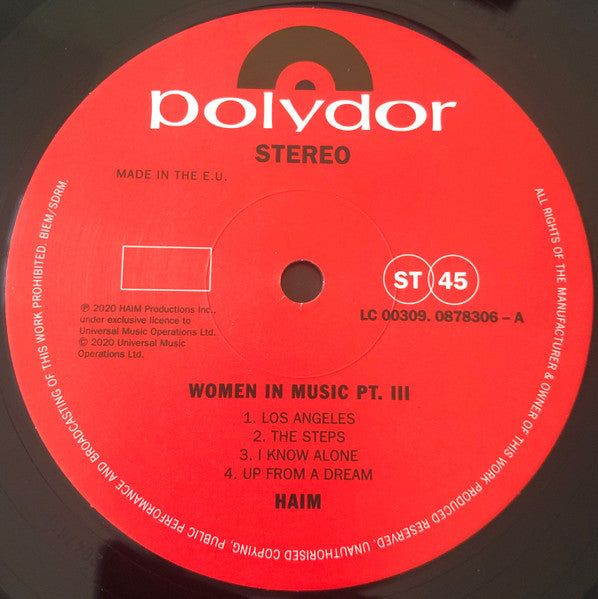 polydor
STEREO
MADE IN THE E.U.
ST 45
LC 00309. 0878306 – A
℗ 2020 HAIM Productions Inc.,
under exclusive licence to
Universal Music Operations Ltd.
© 2020 Universal Music
Operations Ltd.
WOMEN IN MUSIC PT. III
1. LOS ANGELES
2. THE STEPS
3. I KNOW ALONE
4. UP FROM A DREAM
HAIM
ALL RIGHTS OF THE MANUFACTURER & OWNER OF THIS WORK PRODUCED RESERVED. UNAUTHORISED COPYING, PUBLIC PERFORMANCE AND BROADCASTING OF THIS WORK PROHIBITED. BIEM/SDRM.